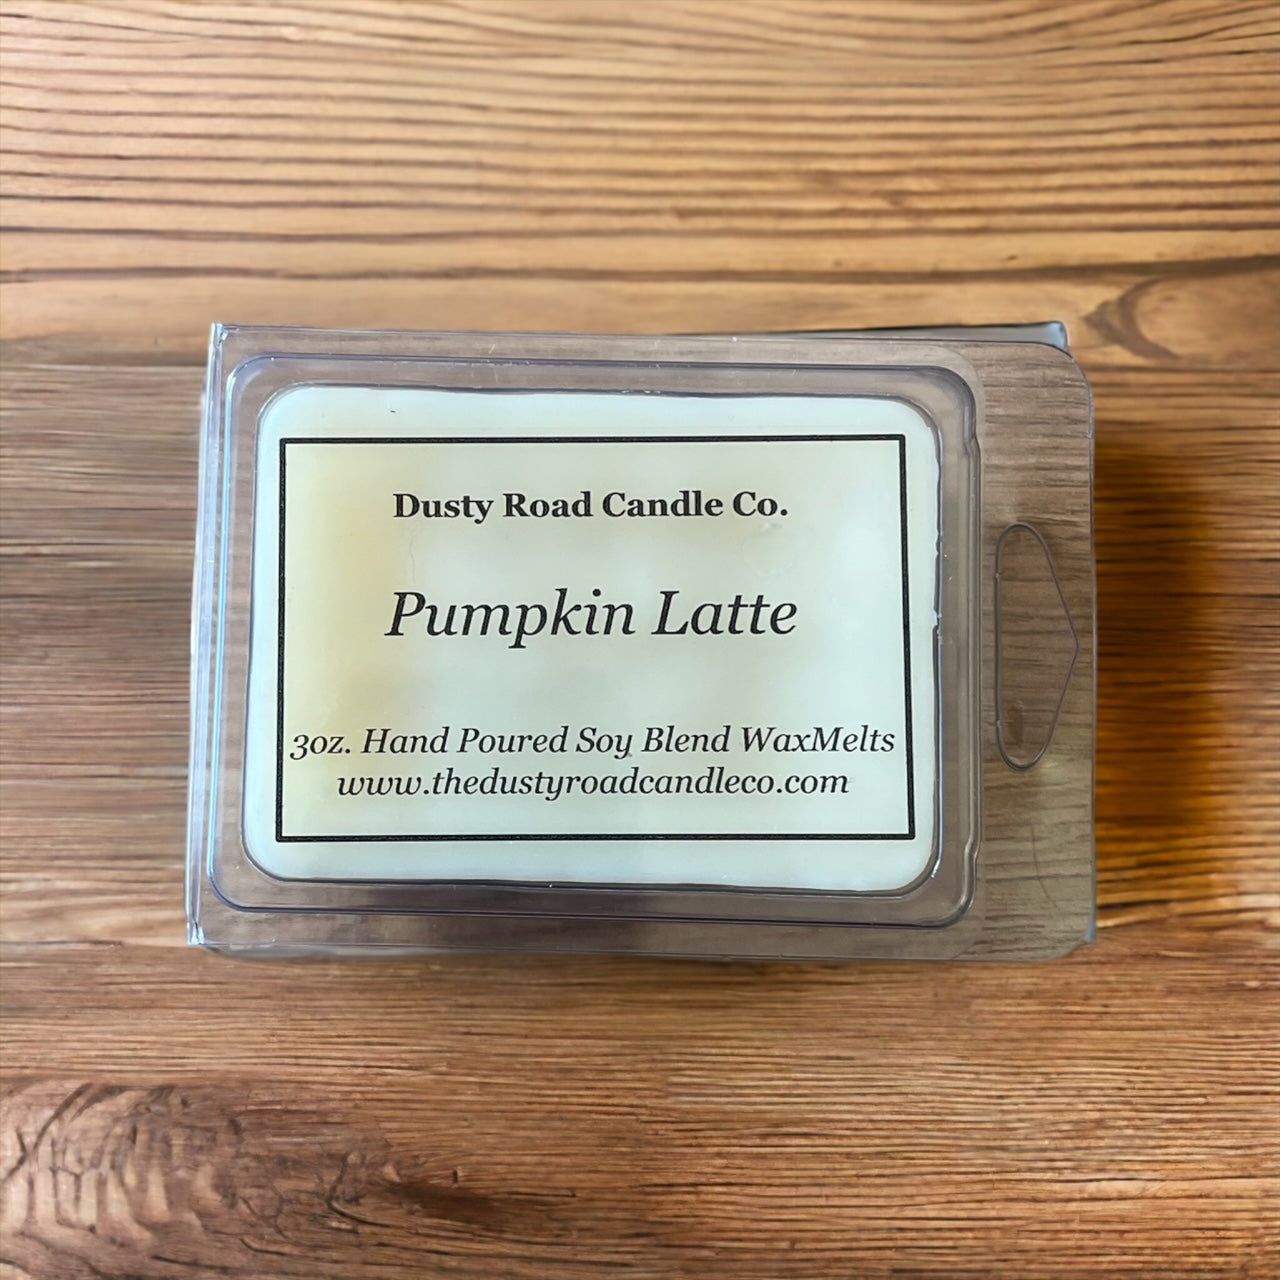 Dusty Road Candle Co.
Pumpkin Latte
3oz. Hand Poured Soy Blend WaxMelts
www.thedustyroadcandleco.com